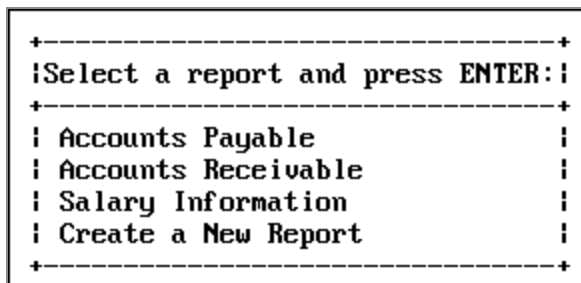 Select a report and press ENTER:
Accounts Payable
Accounts Receivable
Salary Information
Create a New Report